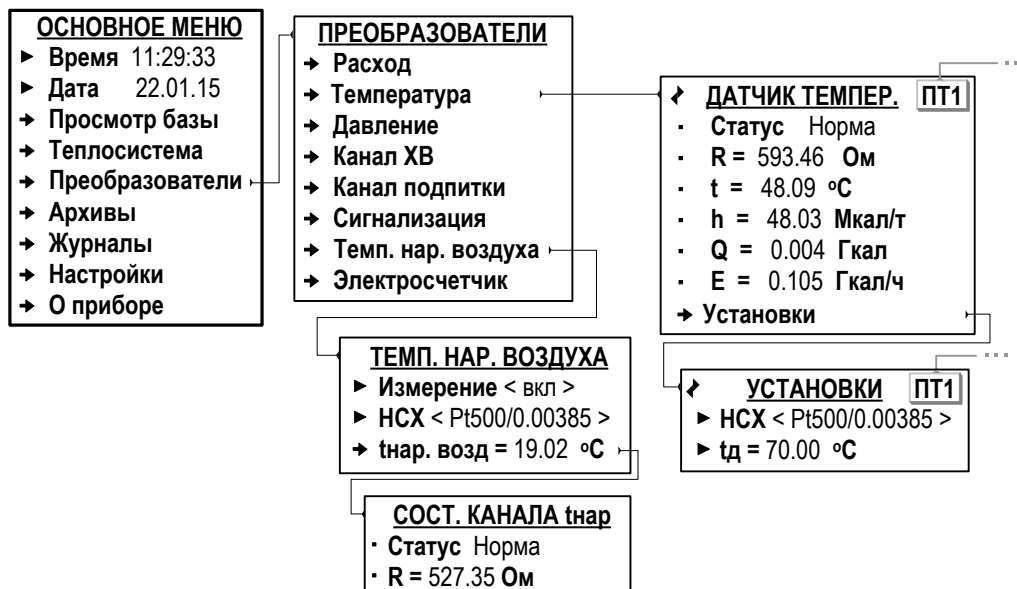 ОСНОВНОЕ МЕНЮ
Время 11:29:33
Дата 22.01.15
Просмотр базы
Теплосистема
Преобразователи
Архивы
Журналы
Настройки
О приборе
ПРЕОБРАЗОВАТЕЛИ
Расход
Температура
Давление
Канал ХВ
Канал подпитки
Сигнализация
Темп. нар. воздуха
Электросчетчик
ДАТЧИК ТЕМПЕР. ПТ1
Статус Норма
R = 593.46 Ом
t = 48.09 ºС
h = 48.03 Мкал/т
Q = 0.004 Гкал
E = 0.105 Гкал/ч
Установки
ТЕМП. НАР. ВОЗДУХА
Измерение < вкл >
НСХ < Pt500/0.00385 >
tнар. возд = 19.02 ºС
УСТАНОВКИ ПТ1
НСХ < Pt500/0.00385 >
tд = 70.00 ºС
СОСТ. КАНАЛА tнар
Статус Норма
R = 527.35 Ом